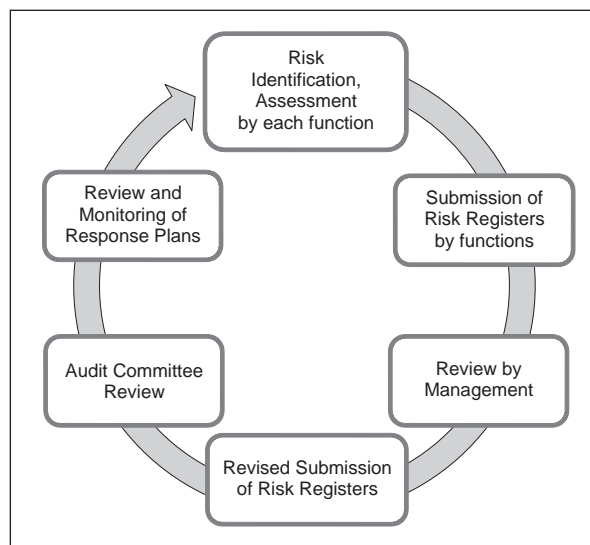 Risk
Identification,
Assessment
by each function
Submission of
Risk Registers
by functions
Review by
Management
Revised Submission
of Risk Registers
Audit Committee
Review
Review and
Monitoring of
Response Plans